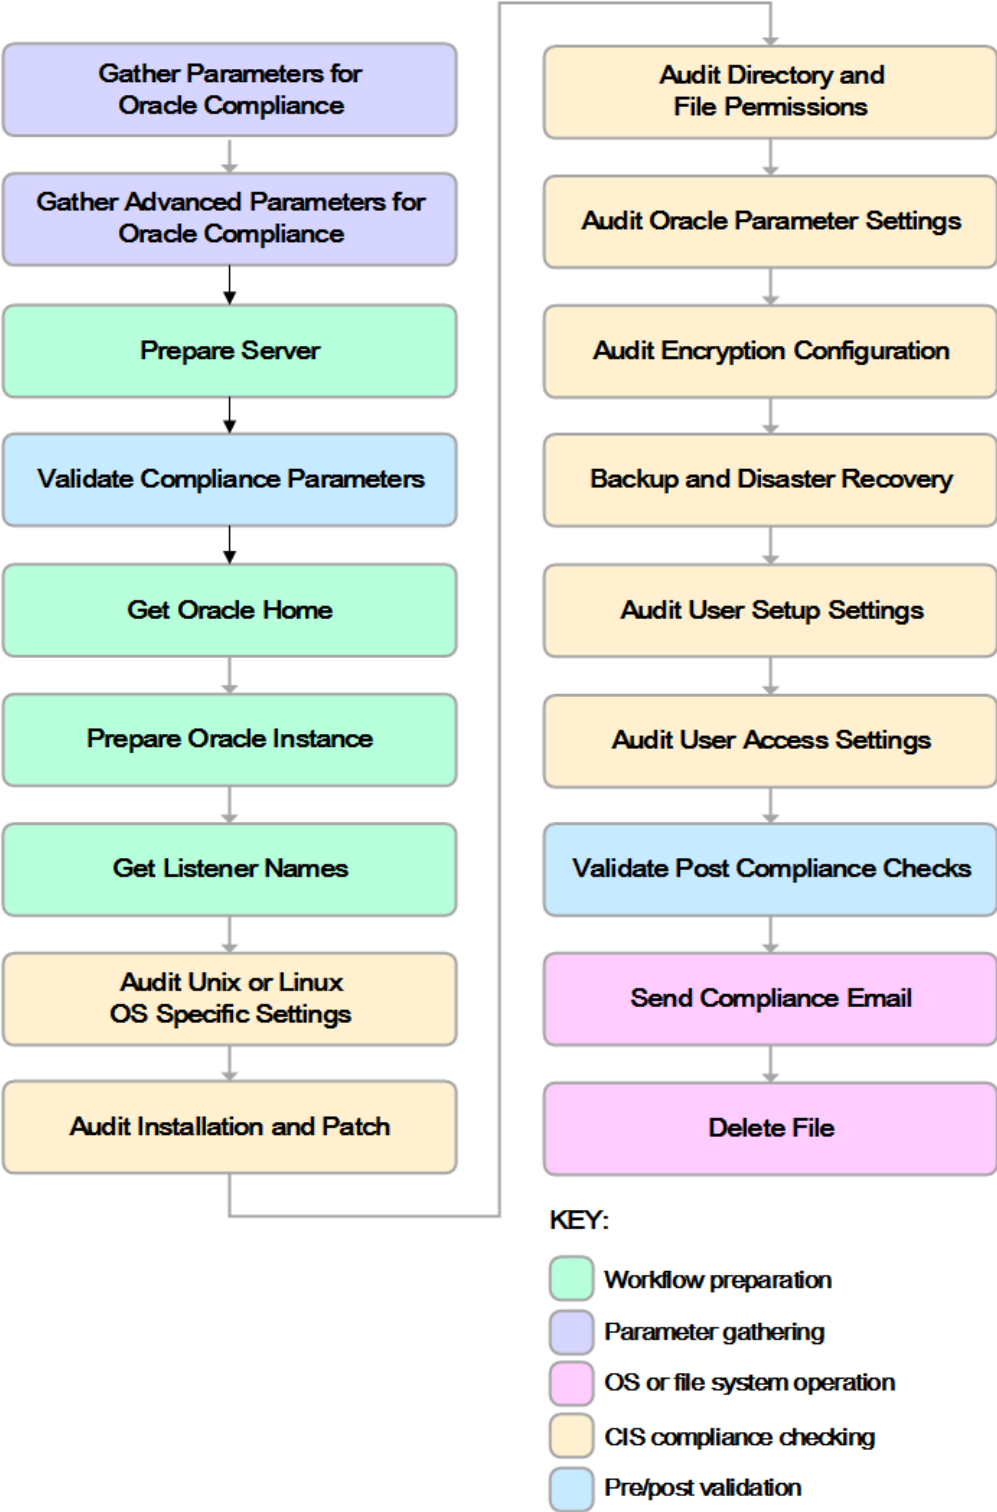 Gather Parameters for
Oracle Compliance
Gather Advanced Parameters for
Oracle Compliance
Prepare Server
Validate Compliance Parameters
Get Oracle Home
Prepare Oracle Instance
Get Listener Names
Audit Unix or Linux
OS Specific Settings
Audit Installation and Patch
Audit Directory and
File Permissions
Audit Oracle Parameter Settings
Audit Encryption Configuration
Backup and Disaster Recovery
Audit User Setup Settings
Audit User Access Settings
Validate Post Compliance Checks
Send Compliance Email
Delete File
KEY:
Workflow preparation
Parameter gathering
OS or file system operation
CIS compliance checking
Pre/post validation